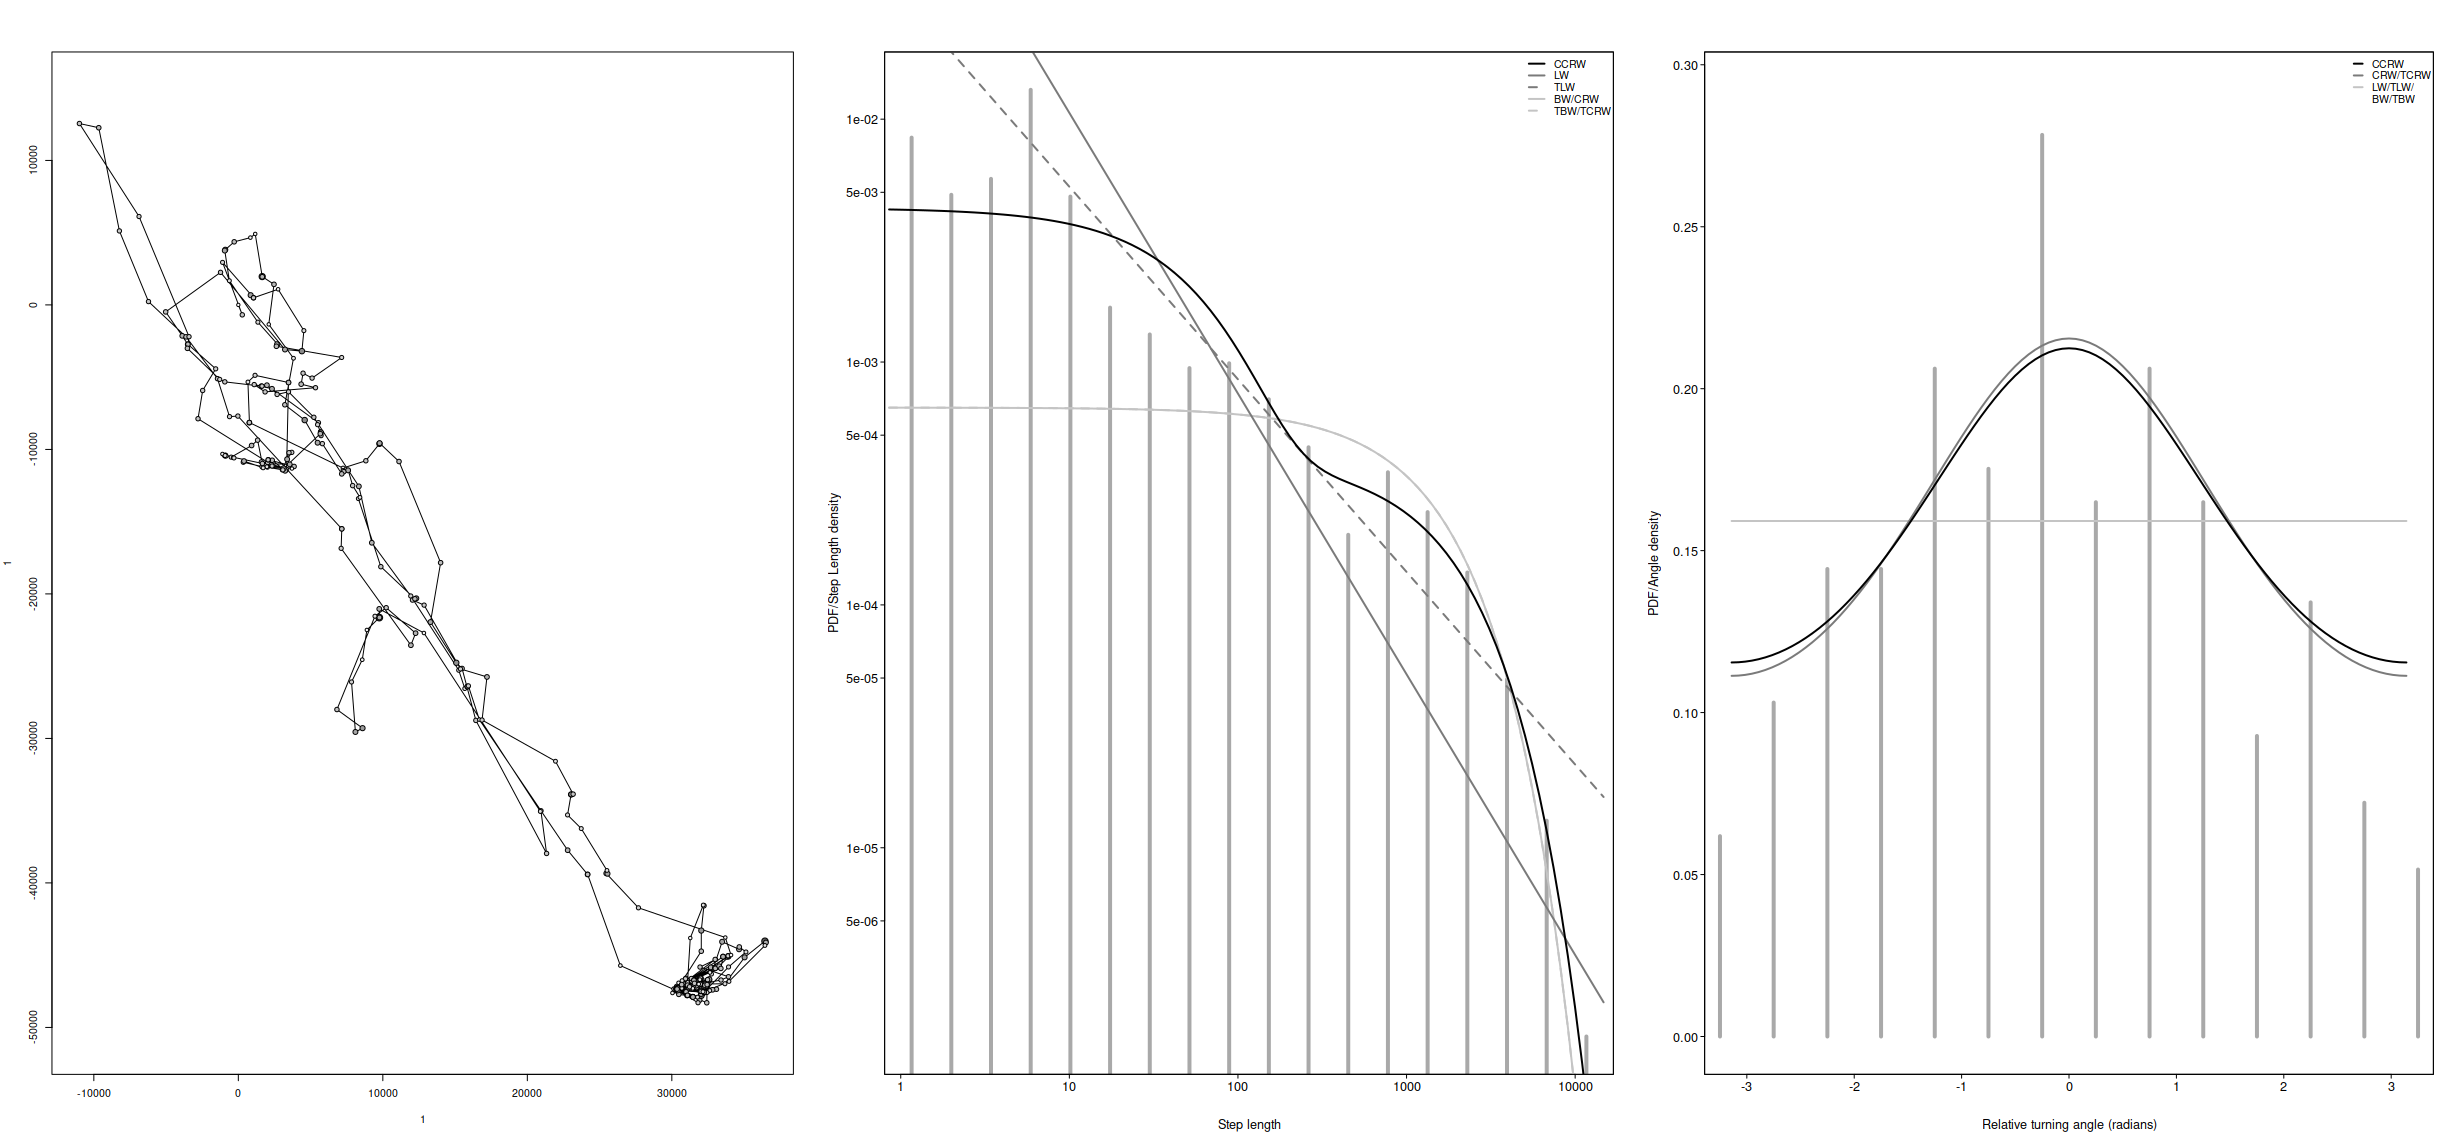 10000
0
-10000
-20000
-30000
-40000
-50000
1
-10000
0
10000
20000
30000
1
CCRW
LW
TLW
BW/CRW
TBW/TCRW
1e-02
5e-03
1e-03
5e-04
1e-04
5e-05
1e-05
5e-06
PDF/Step Length density
1
10
100
1000
10000
Step length
CCRW
CRW/TCRW
LW/TLW/
BW/TBW
0.30
0.25
0.20
0.15
0.10
0.05
0.00
PDF/Angle density
-3
-2
-1
0
1
2
3
Relative turning angle (radians)